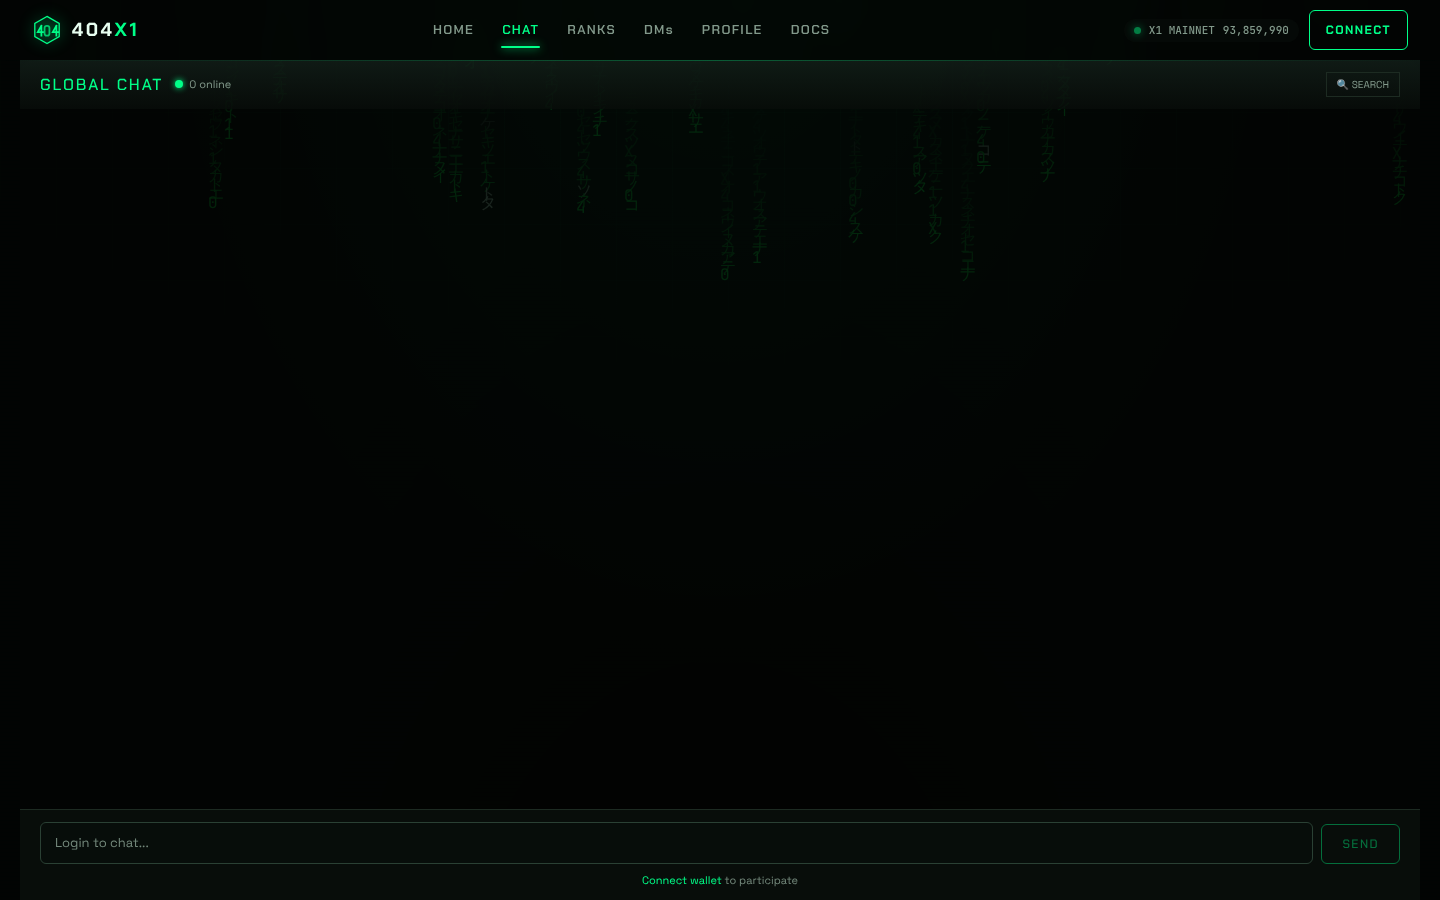 404 404X1
HOME CHAT RANKS DMs PROFILE DOCS
X1 MAINNET 93,859,990
CONNECT
GLOBAL CHAT 0 online
🔍 SEARCH
Login to chat...
SEND
Connect wallet to participate